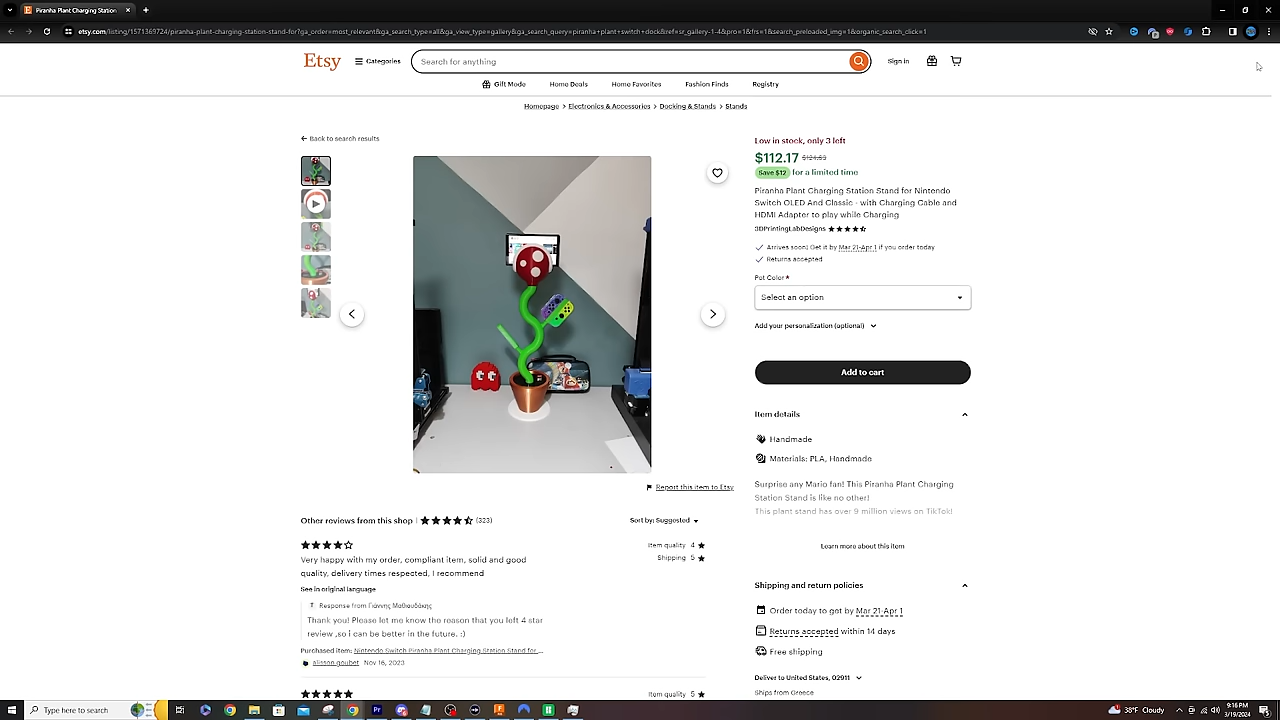 Piranha Plant Charging Station
etsy.com/listing/1571369724/piranha-plant-charging-station-stand-for?ga_order=most_relevant&ga_search_type=all&ga_view_type=gallery&ga_search_query=piranha+plant+switch+dock&ref=sr_gallery-1-4&pro=1&frs=1&search_preloaded_img=1&organic_search_click=1
Etsy
Categories
Search for anything
Sign in
Gift Mode
Home Deals
Home Favorites
Fashion Finds
Registry
Homepage > Electronics & Accessories > Docking & Stands > Stands
Back to search results
Low in stock, only 3 left
$112.17 $124.63
Save $12 for a limited time
Piranha Plant Charging Station Stand for Nintendo
Switch OLED And Classic - with Charging Cable and
HDMI Adapter to play while Charging
3DPrintingLabDesigns
Arrives soon! Get it by Mar 21-Apr 1 if you order today
Returns accepted
Pot Color *
Select an option
Add your personalization (optional)
Add to cart
Item details
Handmade
Materials: PLA, Handmade
Surprise any Mario fan! This Piranha Plant Charging
Station Stand is like no other!
This plant stand has over 9 million views on TikTok!
Learn more about this item
Shipping and return policies
Order today to get by Mar 21-Apr 1
Returns accepted within 14 days
Free shipping
Deliver to United States, 02911
Ships from Greece
Report this item to Etsy
Other reviews from this shop | (323)
Sort by: Suggested
Item quality 4
Shipping 5
Very happy with my order, compliant item, solid and good
quality, delivery times respected, I recommend
See in original language
T Response from Γιάννης Ματθιουδάκης
Thank you! Please let me know the reason that you left 4 star
review ,so i can be better in the future. :)
Purchased item: Nintendo Switch Piranha Plant Charging Station Stand for ...
alisson goubet Nov 16, 2023
Item quality 5
Type here to search
38°F Cloudy
9:16 PM
3/19/2024